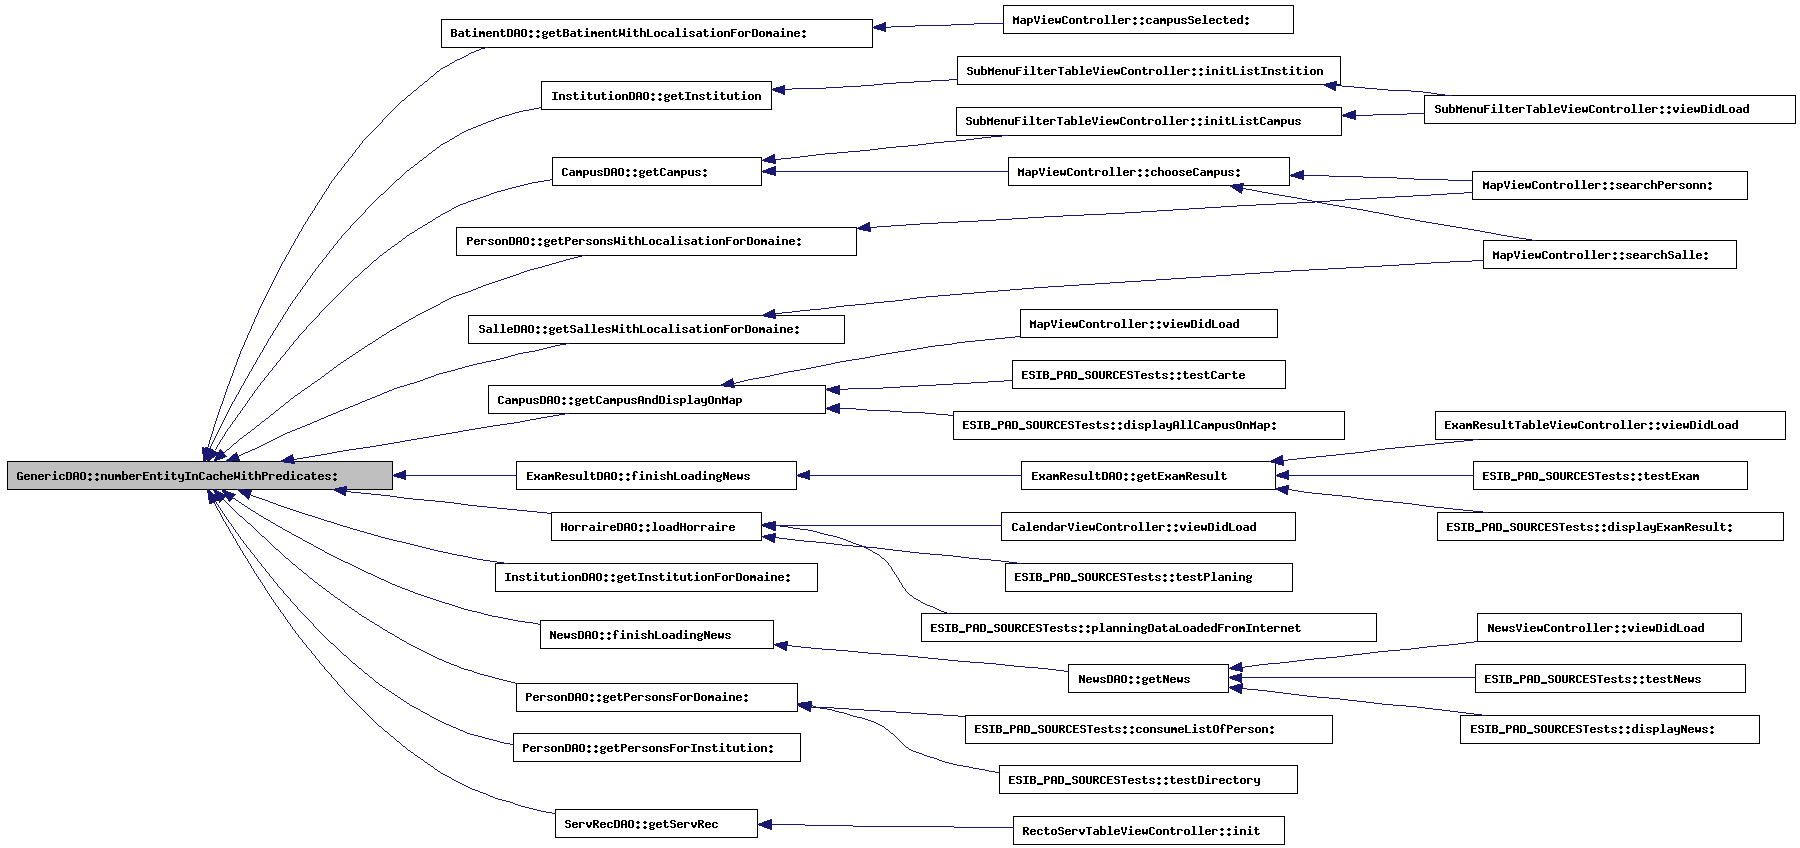 BatimentDAO::getBatimentWithLocalisationForDomaine:
MapViewController::campusSelected:
InstitutionDAO::getInstitution
SubMenuFilterTableViewController::initListInstition
SubMenuFilterTableViewController::initListCampus
SubMenuFilterTableViewController::viewDidLoad
CampusDAO::getCampus:
MapViewController::chooseCampus:
MapViewController::searchPersonn:
PersonDAO::getPersonsWithLocalisationForDomaine:
MapViewController::searchSalle:
SalleDAO::getSallesWithLocalisationForDomaine:
MapViewController::viewDidLoad
CampusDAO::getCampusAndDisplayOnMap
ESIB_PAD_SOURCESTests::testCarte
ESIB_PAD_SOURCESTests::displayAllCampusOnMap:
ExamResultTableViewController::viewDidLoad
GenericDAO::numberEntityInCacheWithPredicates:
ExamResultDAO::finishLoadingNews
ExamResultDAO::getExamResult
ESIB_PAD_SOURCESTests::testExam
HorraireDAO::loadHorraire
CalendarViewController::viewDidLoad
ESIB_PAD_SOURCESTests::displayExamResult:
InstitutionDAO::getInstitutionForDomaine:
ESIB_PAD_SOURCESTests::testPlaning
NewsDAO::finishLoadingNews
ESIB_PAD_SOURCESTests::planningDataLoadedFromInternet
NewsViewController::viewDidLoad
NewsDAO::getNews
ESIB_PAD_SOURCESTests::testNews
PersonDAO::getPersonsForDomaine:
ESIB_PAD_SOURCESTests::consumeListOfPerson:
ESIB_PAD_SOURCESTests::displayNews:
PersonDAO::getPersonsForInstitution:
ESIB_PAD_SOURCESTests::testDirectory
ServRecDAO::getServRec
RectoServTableViewController::init